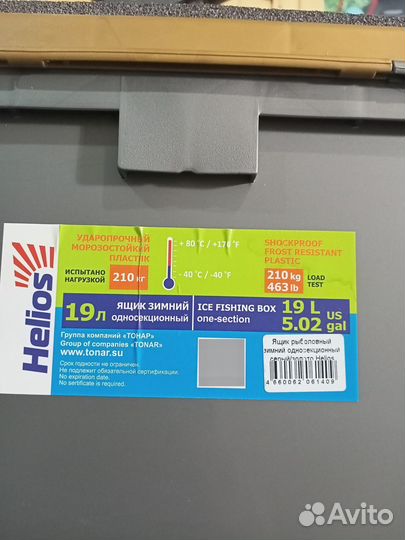 Helios
УДАРОПРОЧНЫЙ
МОРОЗОСТОЙКИЙ
ПЛАСТИК
ИСПЫТАНО
НАГРУЗКОЙ
210 кг
+ 80 °C / +170 °F
- 40 °C / -40 °F
SHOCKPROOF
FROST RESISTANT
PLASTIC
210 kg
463 lb
LOAD
TEST
19л
ЯЩИК ЗИМНИЙ
односекционный
ICE FISHING BOX
one-section
19 L
5.02 US gal
Группа компаний «ТОНАР»
Group of companies «TONAR»
www.tonar.su
Срок годности не ограничен.
Не подлежит обязательной сертификации.
No expiration date.
No sertificate is required.
Ящик рыболовный
зимний односекционный
Helios
4 660062 061409
Avito